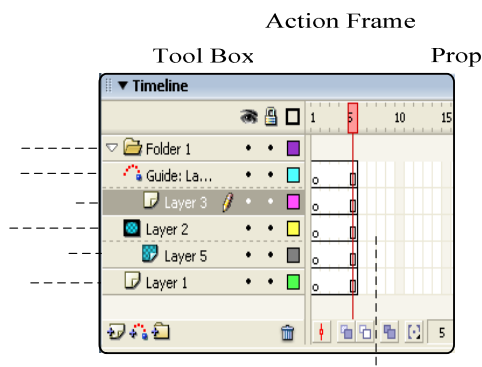 Action Frame
Tool Box Prop
Timeline
1 5 10 15
Folder 1
Guide: La...
Layer 3
Layer 2
Layer 5
Layer 1
5